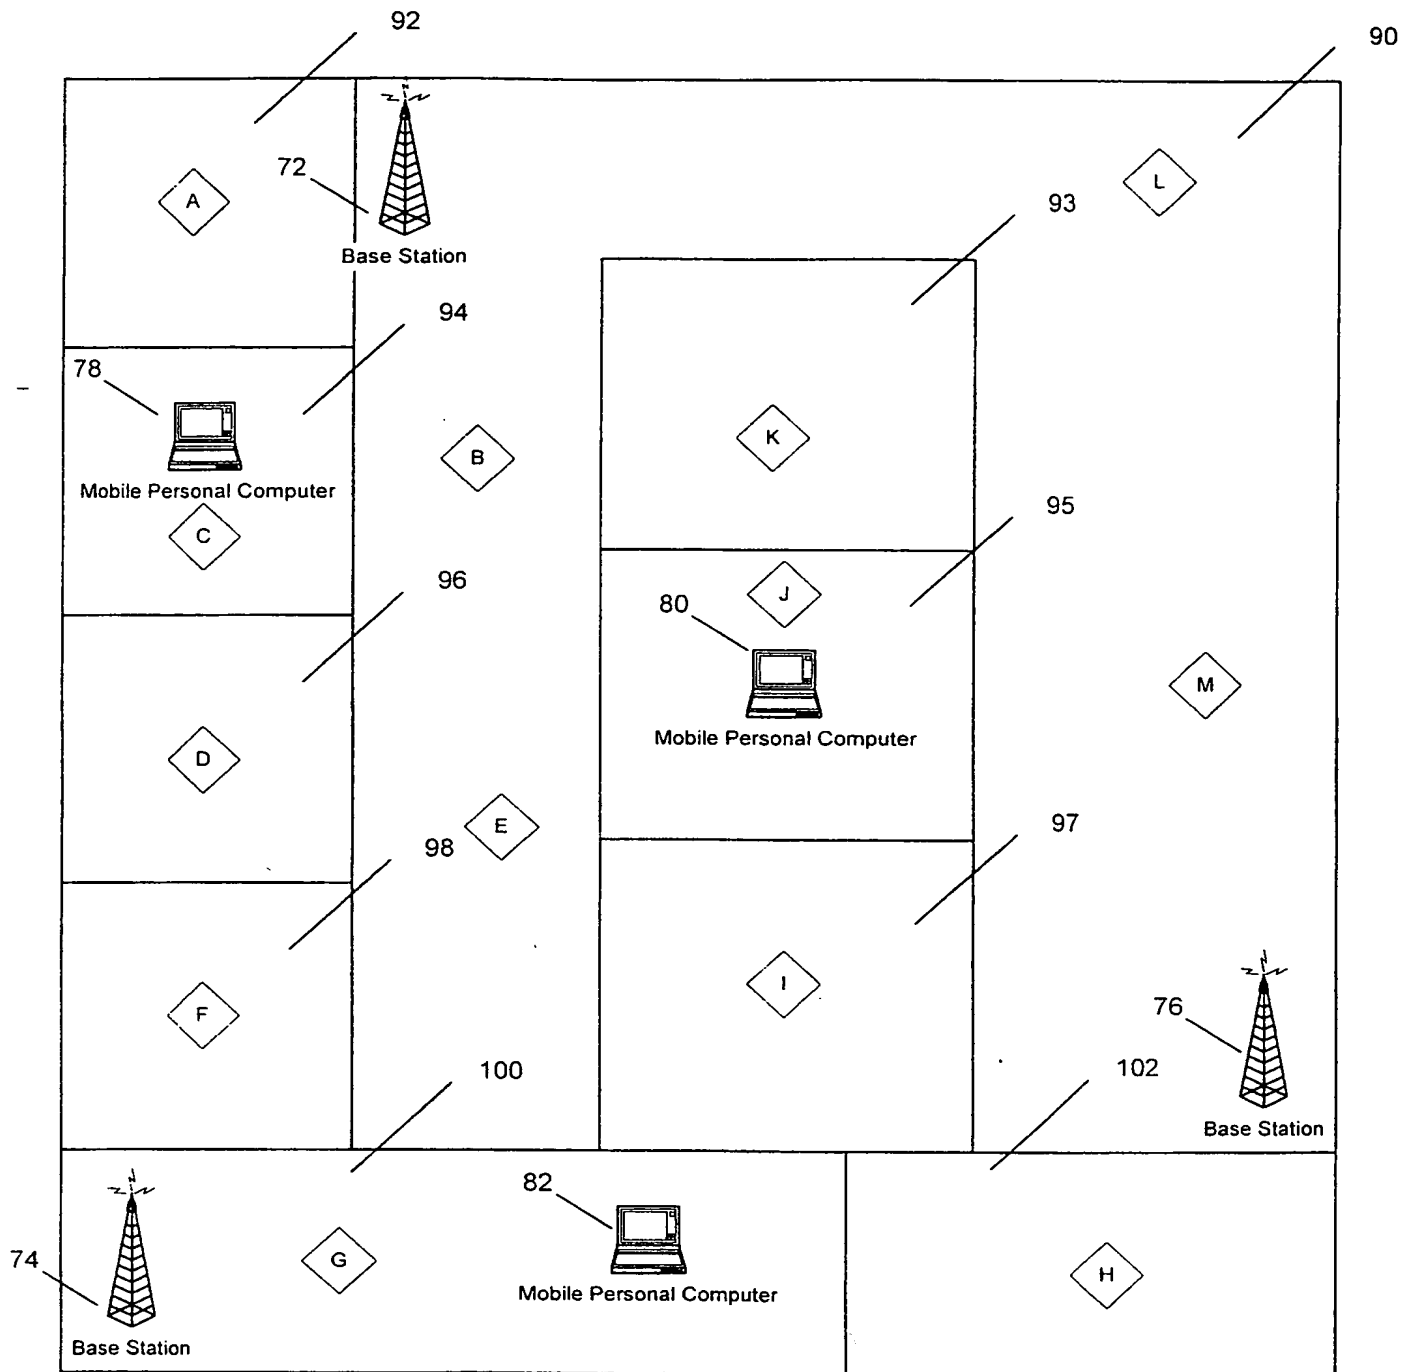 92
90
72
A
L
Base Station
93
94
78
B
K
Mobile Personal Computer
C
95
96
J
80
M
D
Mobile Personal Computer
E
97
98
F
I
76
100
102
Base Station
82
74
G
H
Mobile Personal Computer
Base Station